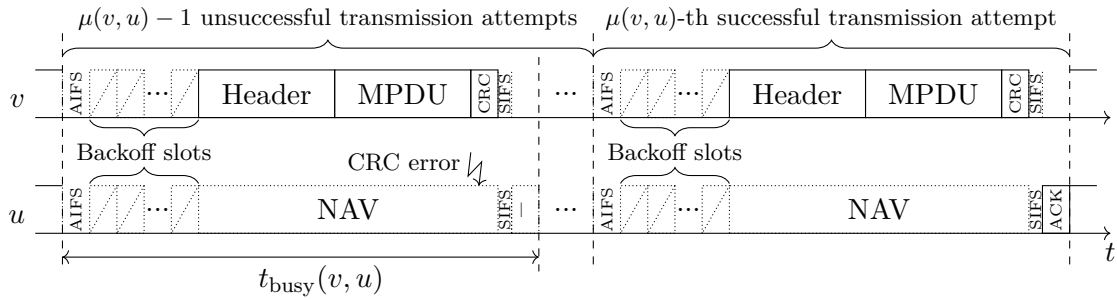 μ(v, u) − 1 unsuccessful transmission attempts μ(v, u)-th successful transmission attempt
v AIFS ... Header MPDU CRC SIFS ... AIFS ... Header MPDU CRC SIFS
Backoff slots CRC error Backoff slots
u AIFS ... NAV SIFS ... AIFS ... NAV SIFS ACK
t_busy(v, u) t